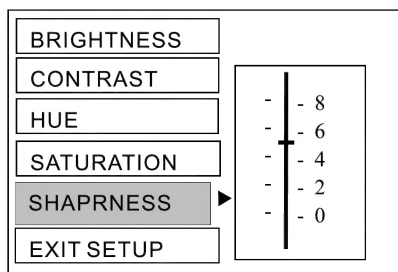 BRIGHTNESS
CONTRAST
HUE
SATURATION
SHAPRNESS
EXIT SETUP
- - 8
- - 6
- - 4
- - 2
- - 0